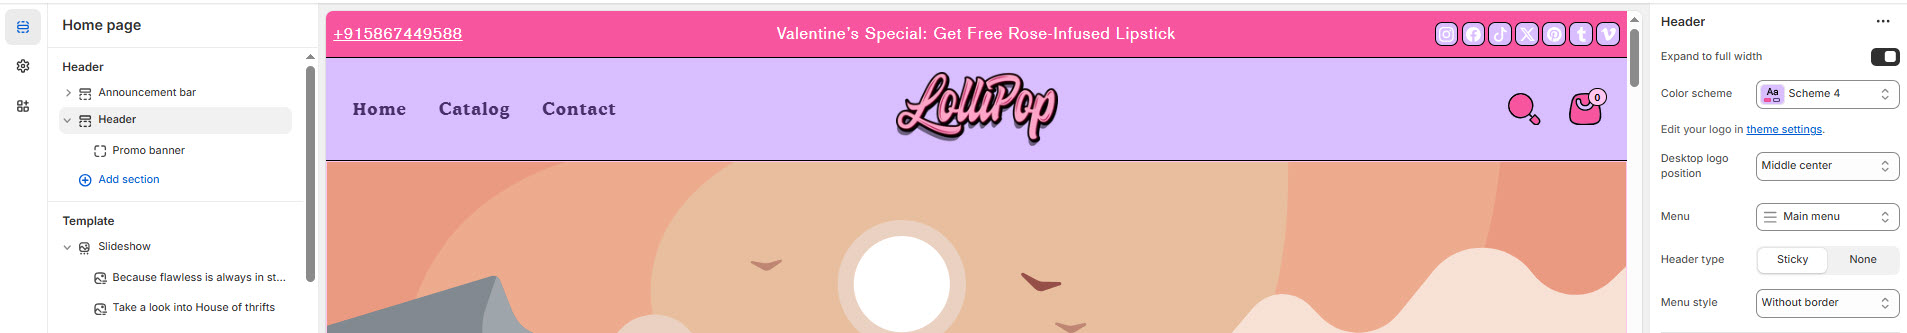 Home page
Header
Announcement bar
Header
Promo banner
Add section
Template
Slideshow
Because flawless is always in st...
Take a look into House of thrifts
+915867449588
Valentine's Special: Get Free Rose-Infused Lipstick
Home
Catalog
Contact
LolliPop
0
Header
Expand to full width
Color scheme
Aa
Scheme 4
Edit your logo in theme settings.
Desktop logo
position
Middle center
Menu
Main menu
Header type
Sticky
None
Menu style
Without border